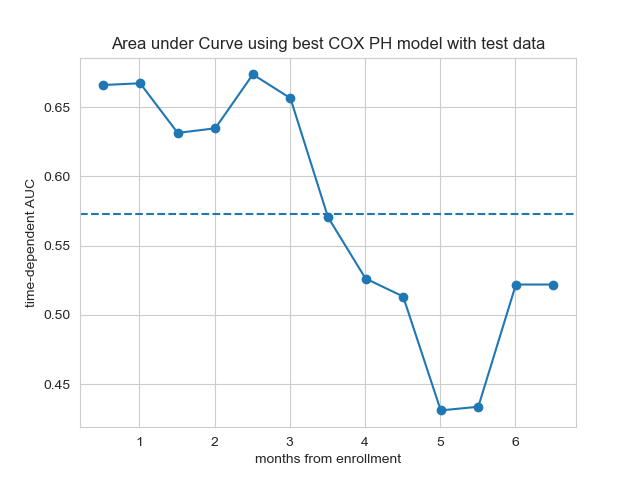 Area under Curve using best COX PH model with test data
time-dependent AUC
0.65
0.60
0.55
0.50
0.45
1 2 3 4 5 6
months from enrollment